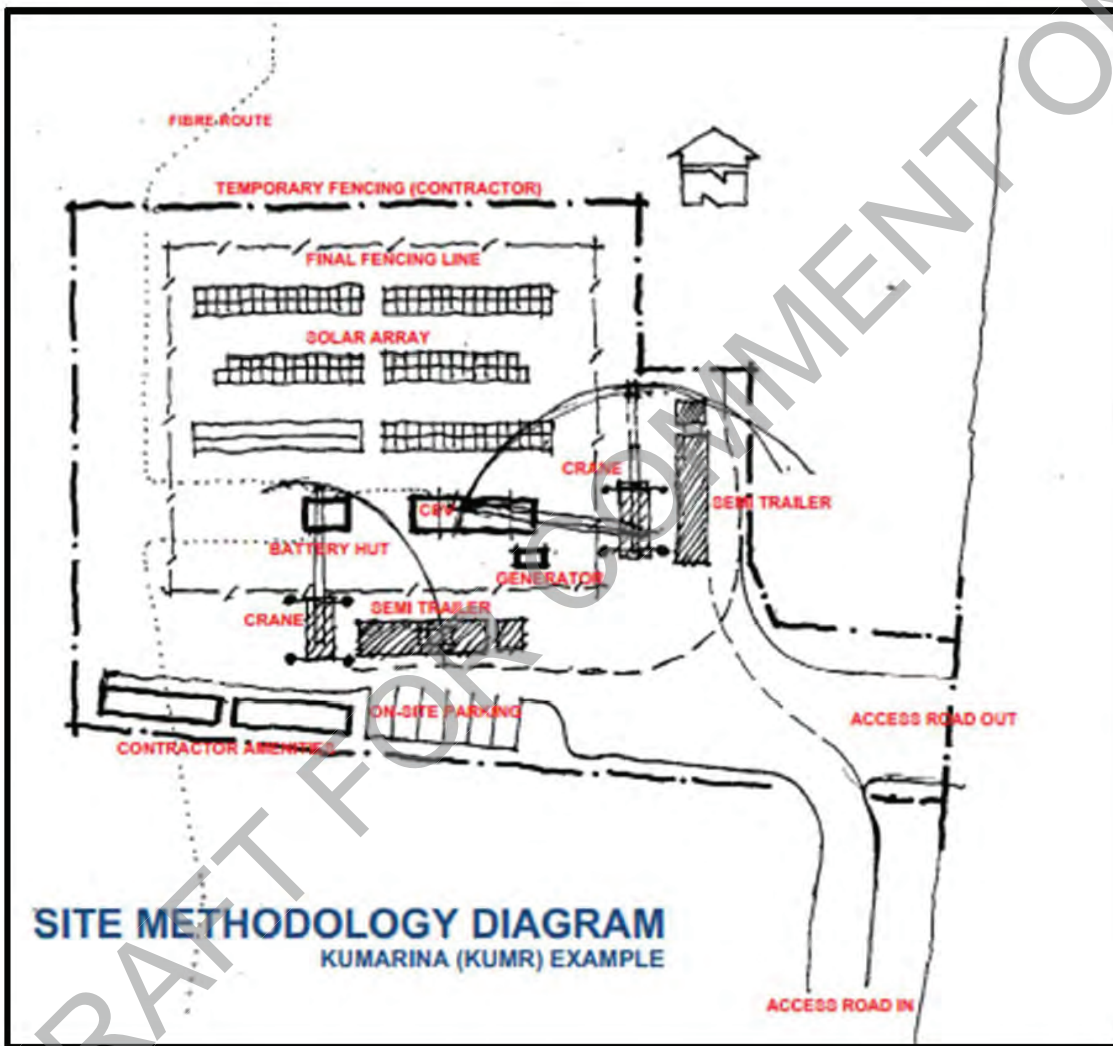 FIBRE ROUTE
N
TEMPORARY FENCING (CONTRACTOR)
FINAL FENCING LINE
SOLAR ARRAY
CRANE
SEMI TRAILER
BATTERY HUT
GENERATOR
CRANE
SEMI TRAILER
ON-SITE PARKING
ACCESS ROAD OUT
CONTRACTOR AMENITIES
SITE METHODOLOGY DIAGRAM
KUMARINA (KUMR) EXAMPLE
ACCESS ROAD IN
RAFT FOR COMMENT ON